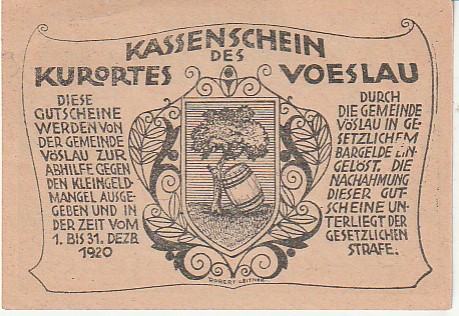 KASSENSCHEIN
DES
KURORTES VOESLAU
DIESE
GUTSCHEINE
WERDEN VON
DER GEMEINDE
VÖSLAU ZUR
ABHILFE GEGEN
DEN KLEINGELD-
MANGEL AUSGE-
GEBEN UND IN
DER ZEIT VOM
1. BIS 31. DEZB.
1920
DURCH
DIE GEMEINDE
VÖSLAU IN GE-
SETZLICHEM
BARGELDE EIN-
GELÖST. DIE
NACHAHMUNG
DIESER GUT-
SCHEINE UN-
TERLIEGT DER
GESETZLICHEN
STRAFE.
ROBERT LEITNER